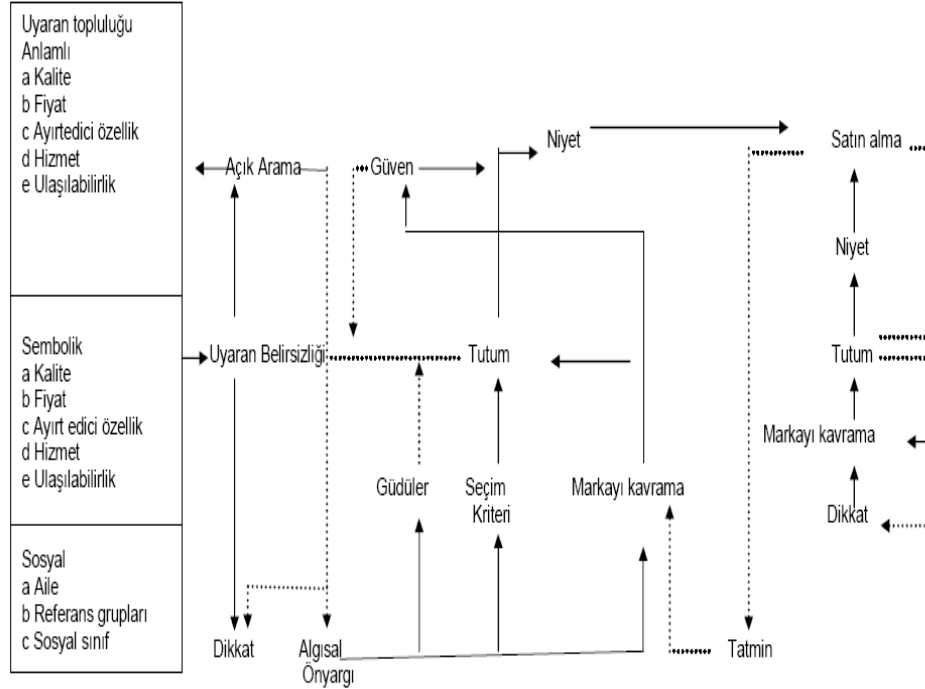 Uyaran topluluğu
Anlamlı
a Kalite
b Fiyat
c Ayırtedici özellik
d Hizmet
e Ulaşılabilirlik
Sembolik
a Kalite
b Fiyat
c Ayırt edici özellik
d Hizmet
e Ulaşılabilirlik
Sosyal
a Aile
b Referans grupları
c Sosyal sınıf
Açık Arama
Güven
Niyet
Satın alma
Niyet
Uyaran Belirsizliği
Tutum
Tutum
Markayı kavrama
Güdüler
Seçim
Kriteri
Markayı kavrama
Dikkat
Dikkat
Algısal
Önyargı
Tatmin